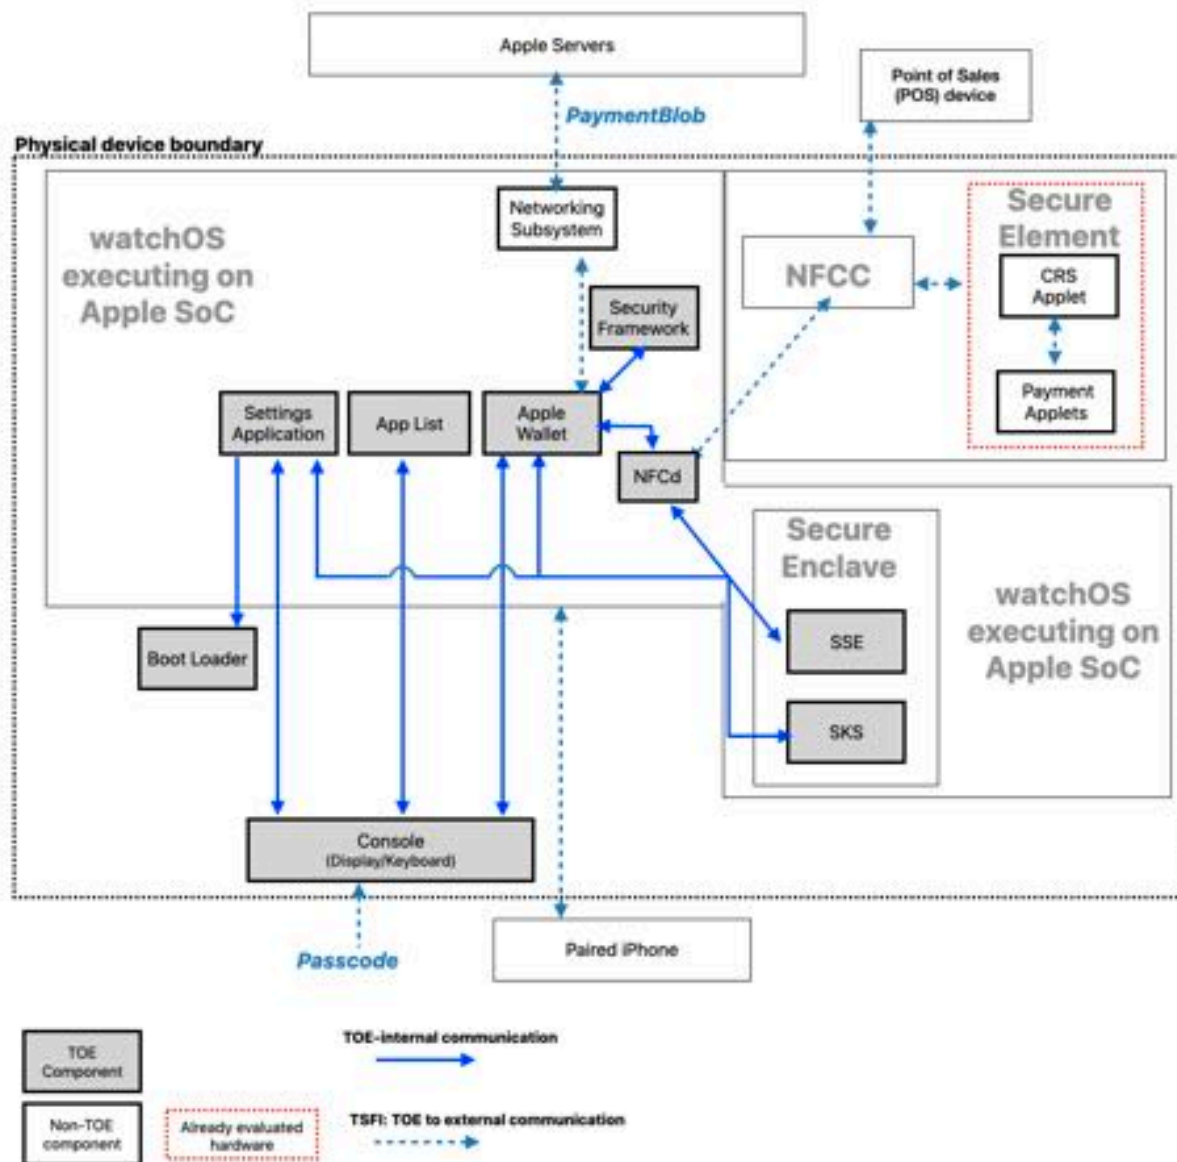 Apple Servers
Point of Sales
(POS) device
PaymentBlob
Physical device boundary
watchOS
executing on
Apple SoC
Networking
Subsystem
Secure
Element
NFCC
CRS
Applet
Security
Framework
Payment
Applets
Settings
Application
App List
Apple
Wallet
NFCd
Secure
Enclave
watchOS
executing on
Apple SoC
SSE
Boot Loader
SKS
Console
(Display/Keyboard)
Passcode
Paired iPhone
TOE
Component
TOE-internal communication
Non-TOE
component
Already evaluated
hardware
TSFI: TOE to external communication